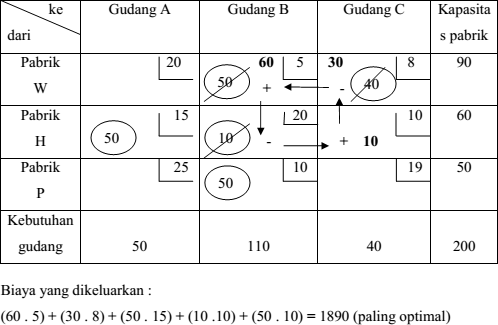 ke Gudang A Gudang B Gudang C Kapasita
dari s pabrik
Pabrik 20 60 5 30 8 90
W 50 + - 40
Pabrik 15 20 10 60
H 50 10 - + 10
Pabrik 25 10 19 50
P 50
Kebutuhan
gudang 50 110 40 200
Biaya yang dikeluarkan :
(60 . 5) + (30 . 8) + (50 . 15) + (10 .10) + (50 . 10) = 1890 (paling optimal)